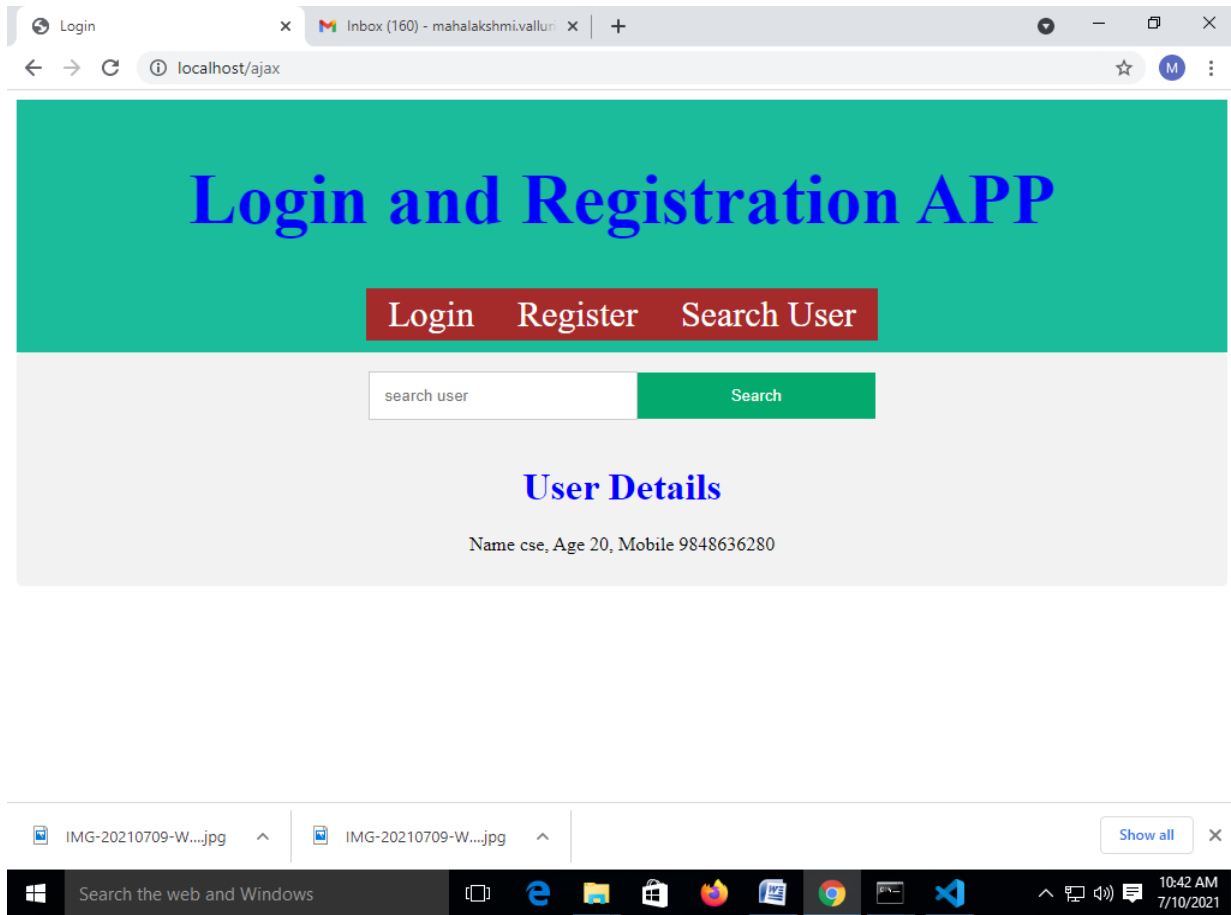 Login
Inbox (160) - mahalakshmi.valluri
localhost/ajax
M
Login and Registration APP
Login Register Search User
search user Search
User Details
Name cse, Age 20, Mobile 9848636280
IMG-20210709-W....jpg IMG-20210709-W....jpg Show all
Search the web and Windows
10:42 AM
7/10/2021